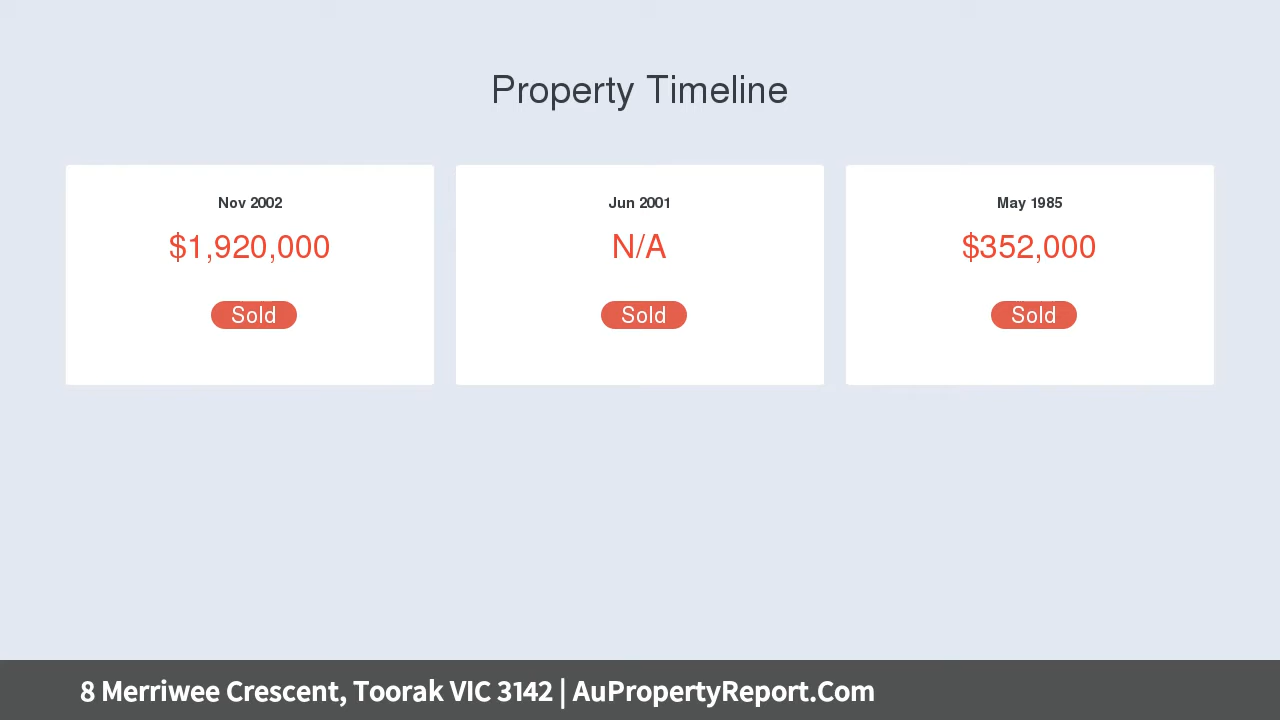 Property Timeline
Nov 2002
$1,920,000
Sold
Jun 2001
N/A
Sold
May 1985
$352,000
Sold
8 Merriwee Crescent, Toorak VIC 3142 | AuPropertyReport.Com